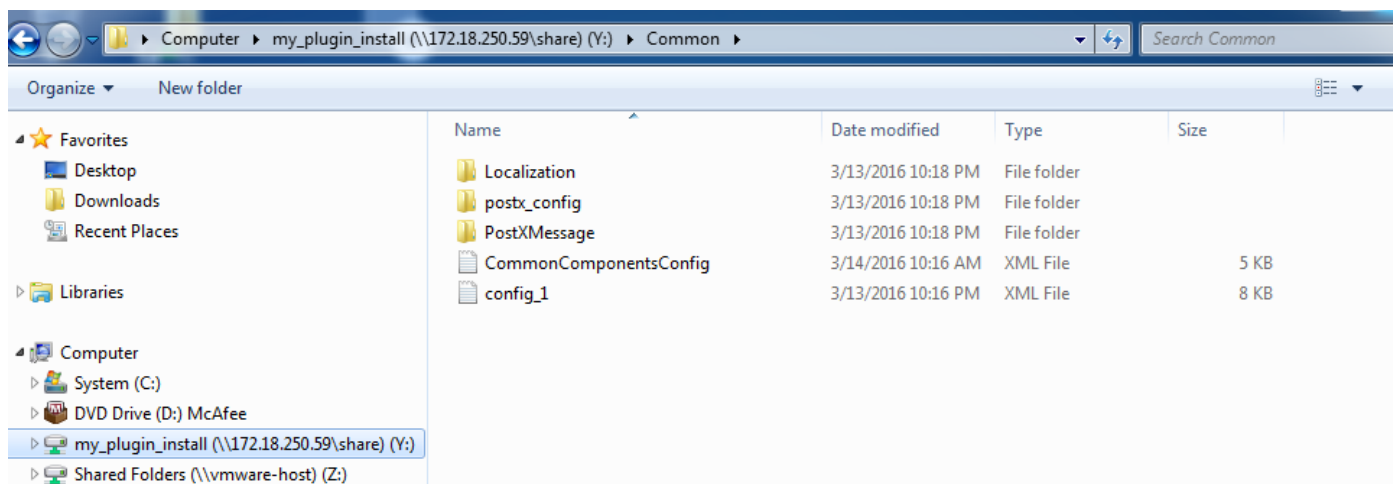 Computer my_plugin_install (\\172.18.250.59\share) (Y:) Common Search Common
Organize New folder
Favorites
Desktop
Downloads
Recent Places
Libraries
Computer
System (C:)
DVD Drive (D:) McAfee
my_plugin_install (\\172.18.250.59\share) (Y:)
Shared Folders (\\vmware-host) (Z:)
Name Date modified Type Size
Localization 3/13/2016 10:18 PM File folder
postx_config 3/13/2016 10:18 PM File folder
PostXMessage 3/13/2016 10:18 PM File folder
CommonComponentsConfig 3/14/2016 10:16 AM XML File 5 KB
config_1 3/13/2016 10:16 PM XML File 8 KB